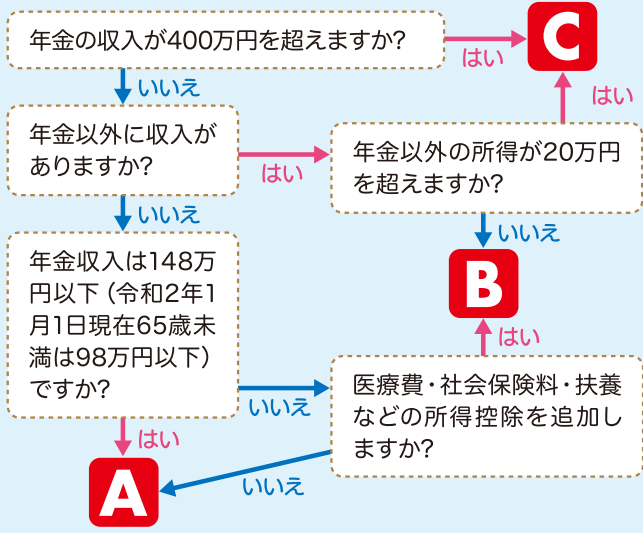 年金の収入が400万円を超えますか?
はい
C
いいえ
はい
年金以外に収入が
ありますか?
はい
年金以外の所得が20万円
を超えますか?
いいえ
いいえ
年金収入は148万
円以下(令和2年1
月1日現在65歳未
満は98万円以下)
ですか?
B
はい
いいえ
医療費・社会保険料・扶養
などの所得控除を追加し
ますか?
はい
いいえ
A